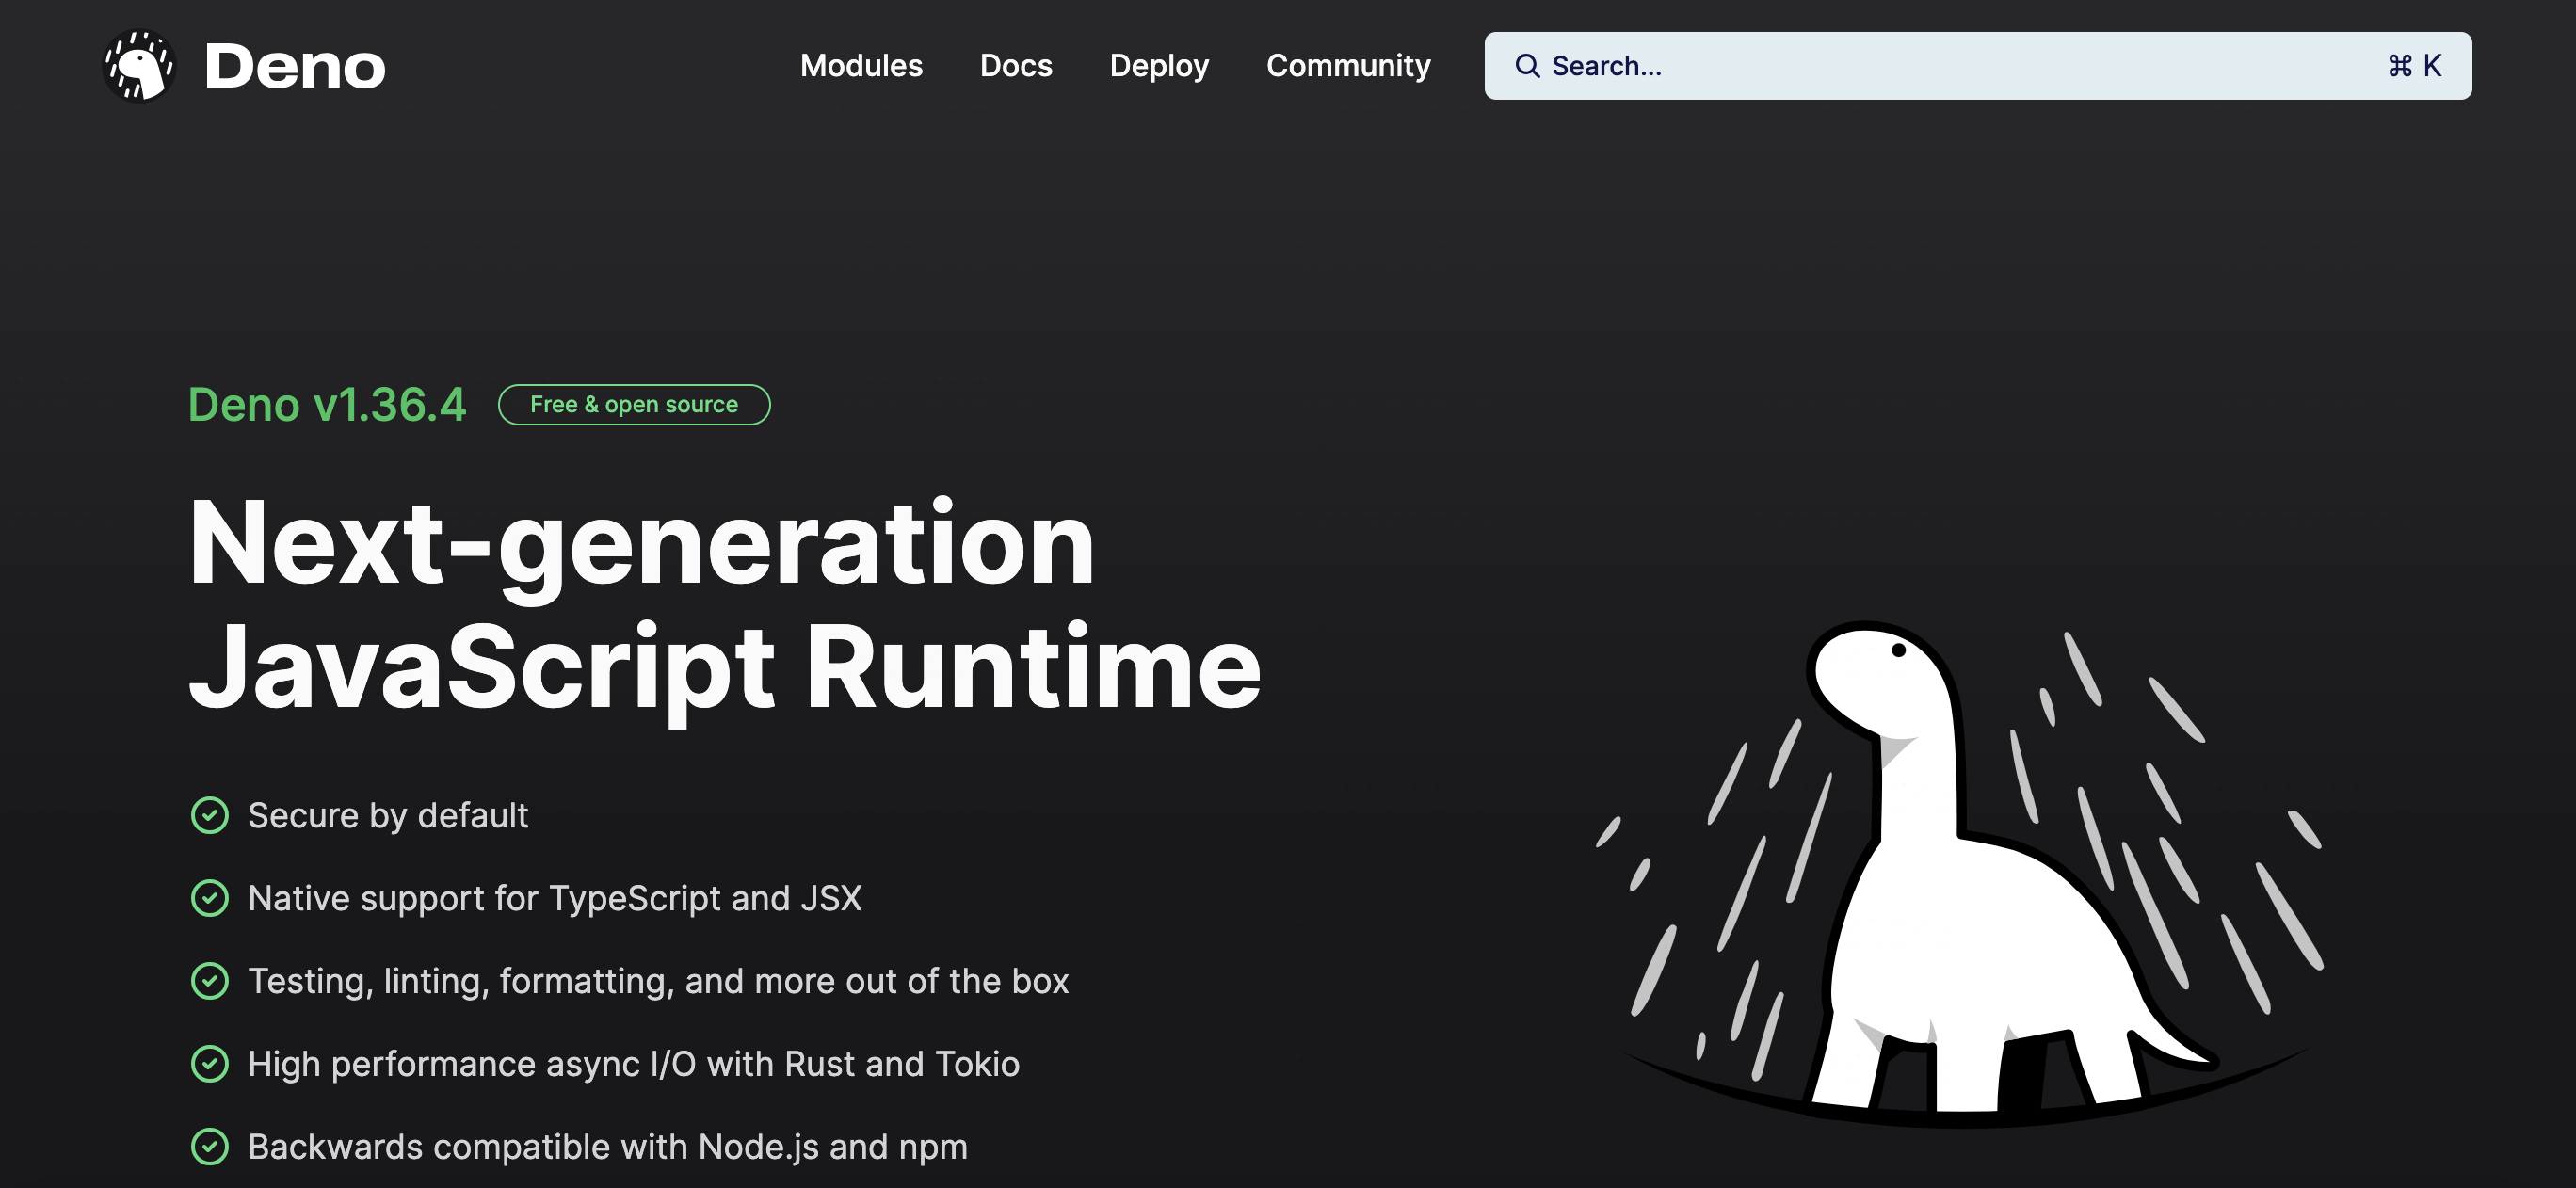 Deno
Modules Docs Deploy Community
Search... ⌘ K
Deno v1.36.4 Free & open source
Next-generation
JavaScript Runtime
Secure by default
Native support for TypeScript and JSX
Testing, linting, formatting, and more out of the box
High performance async I/O with Rust and Tokio
Backwards compatible with Node.js and npm